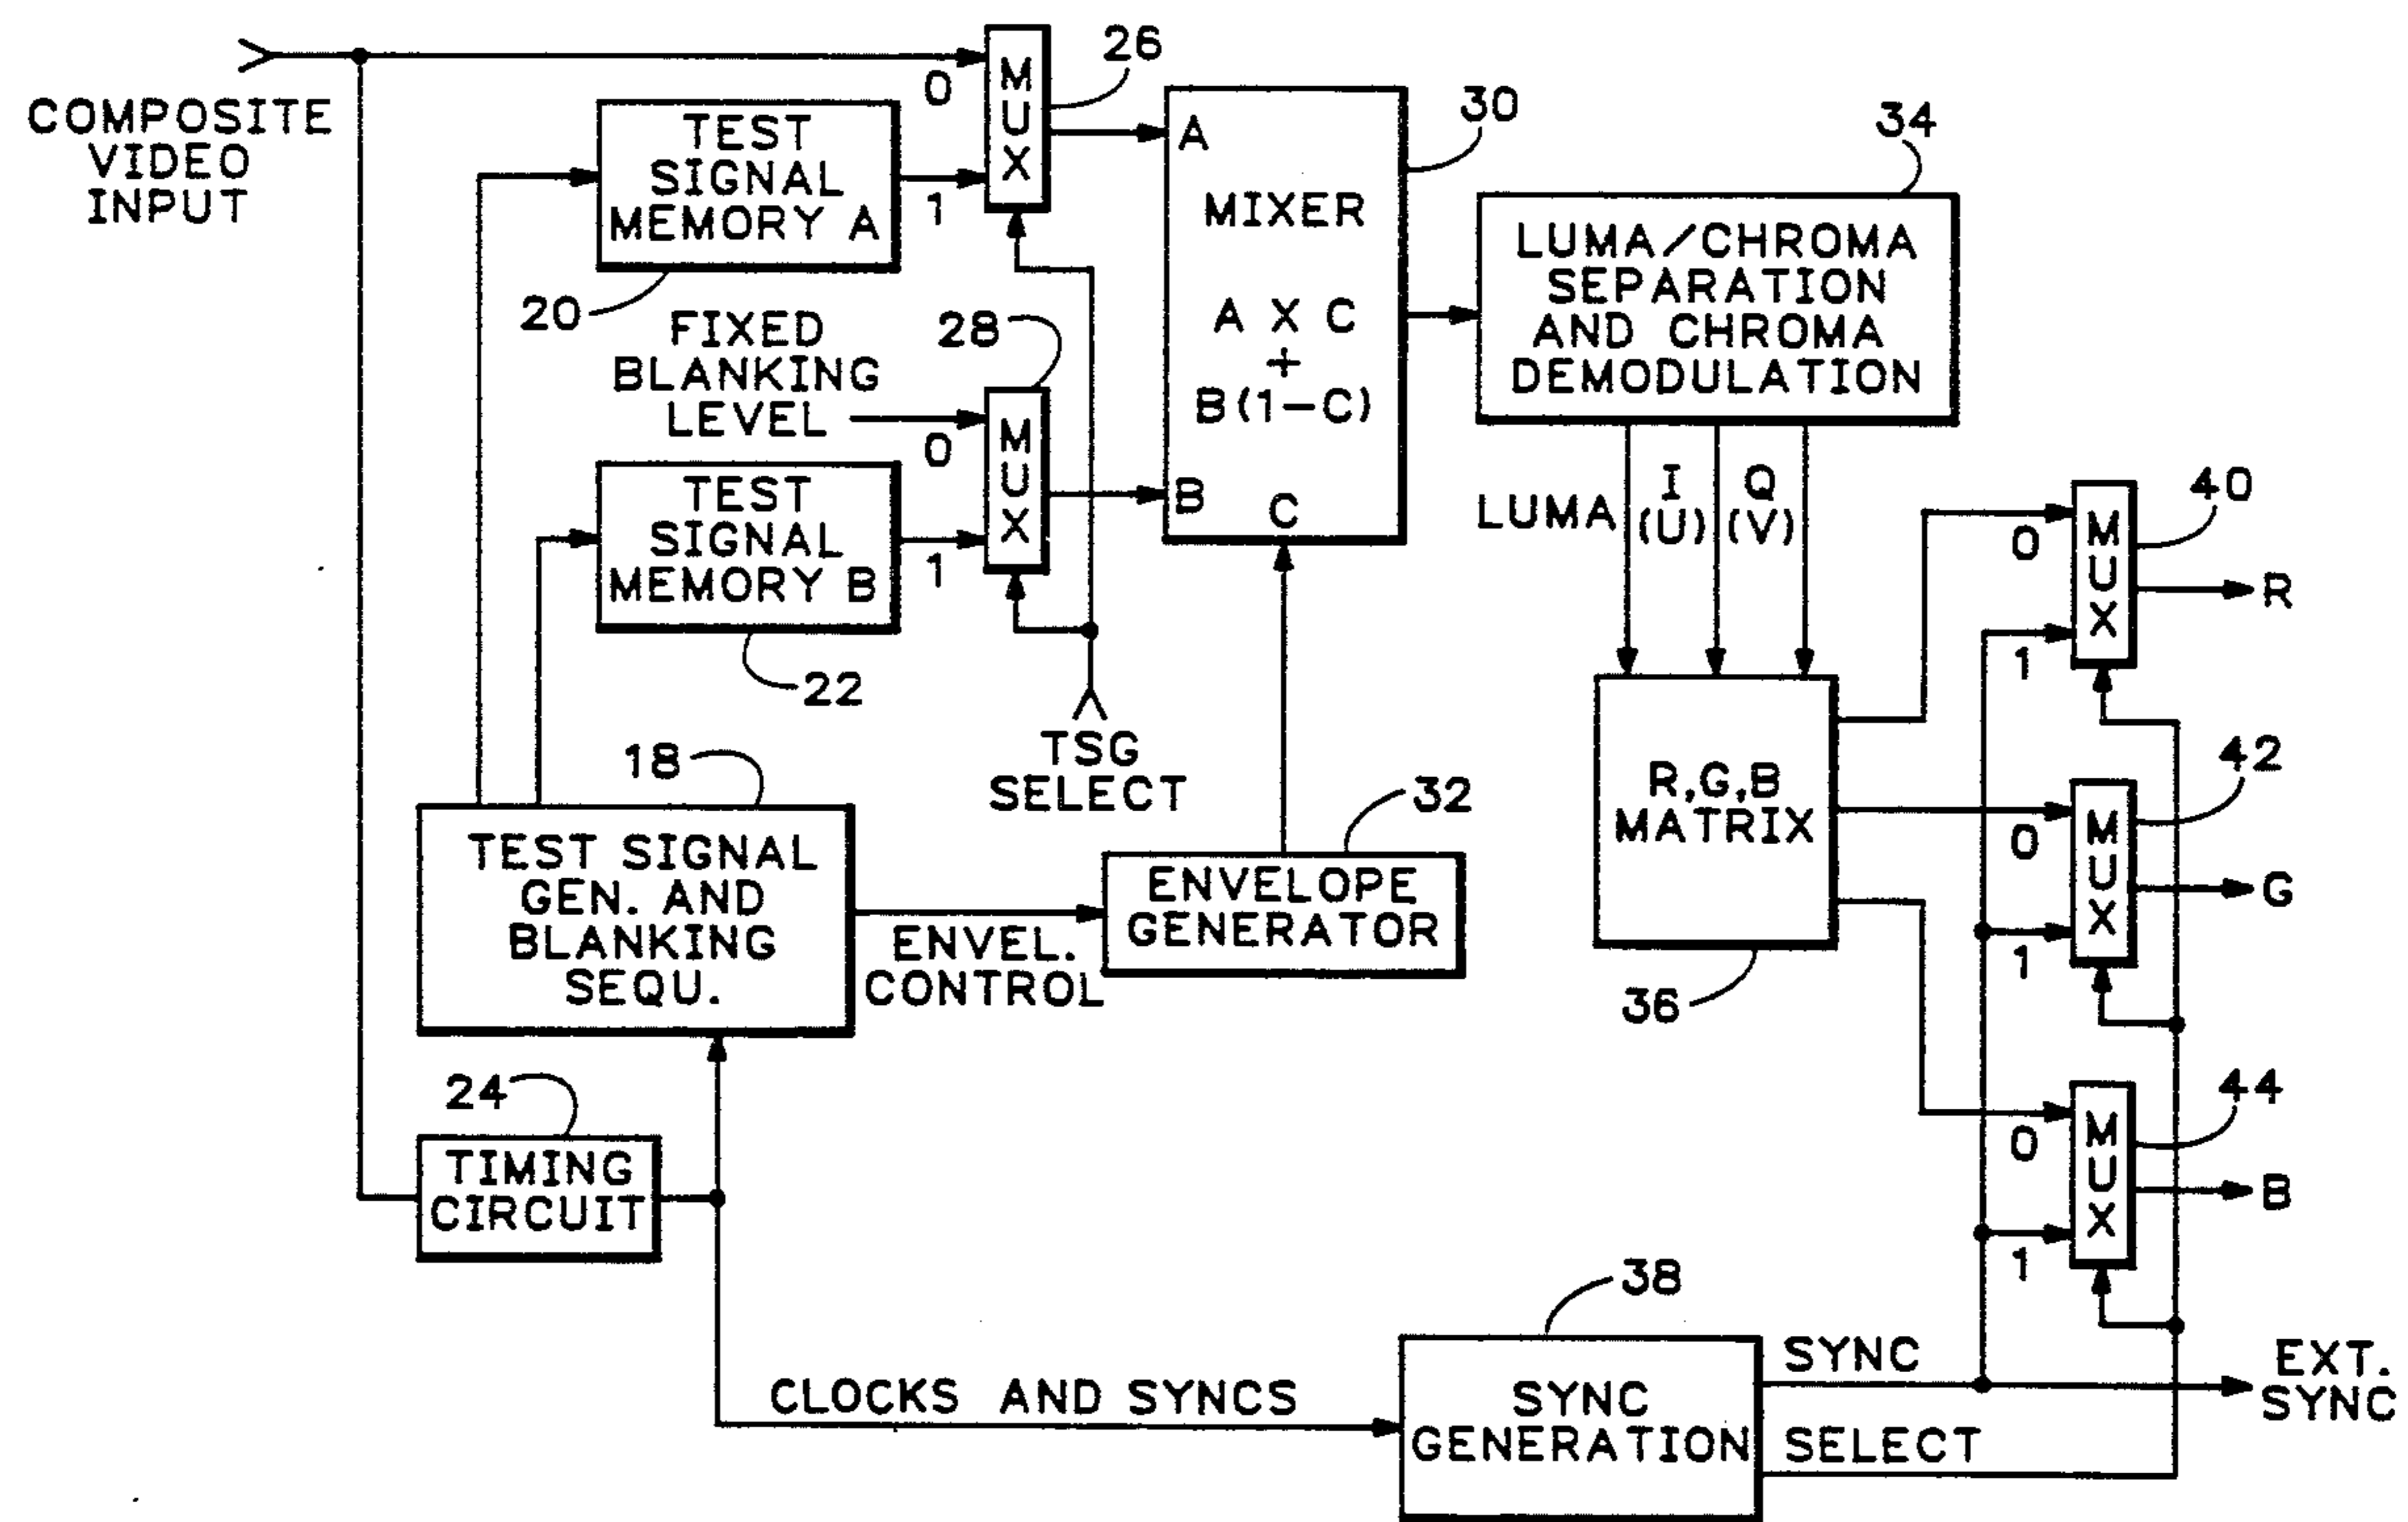 COMPOSITE
VIDEO
INPUT
0
MUX
26
TEST
SIGNAL
MEMORY A
1
20
FIXED
BLANKING
LEVEL
0
28
MUX
TEST
SIGNAL
MEMORY B
1
22
TSG
SELECT
A
MIXER
A X C
+
B(1-C)
B
C
30
34
LUMA/CHROMA
SEPARATION
AND CHROMA
DEMODULATION
LUMA
I
(U)
Q
(V)
18
TEST SIGNAL
GEN. AND
BLANKING
SEQU.
ENVEL.
CONTROL
32
ENVELOPE
GENERATOR
R,G,B
MATRIX
36
40
0
MUX
1
R
42
0
MUX
1
G
44
0
MUX
1
B
24
TIMING
CIRCUIT
CLOCKS AND SYNCS
38
SYNC
GENERATION
SYNC
SELECT
EXT.
SYNC